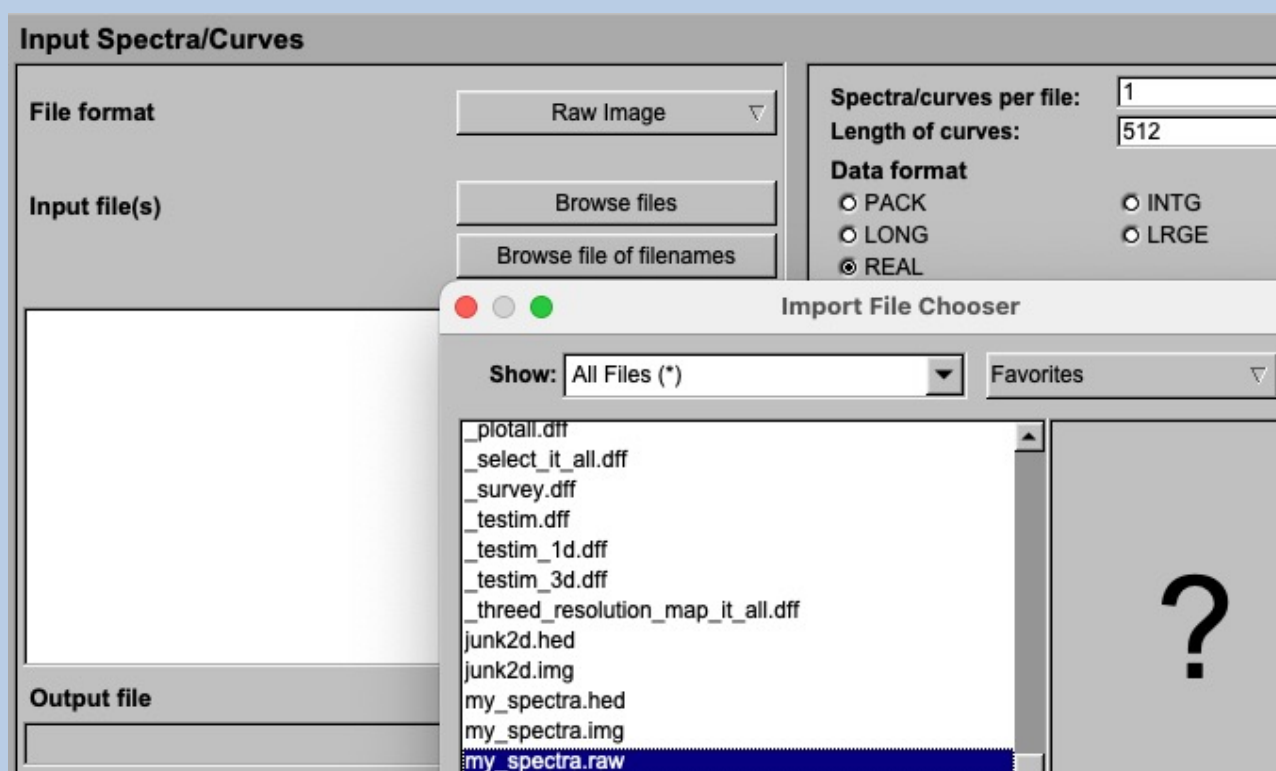 Input Spectra/Curves
File format
Raw Image
Input file(s)
Browse files
Browse file of filenames
Spectra/curves per file:
1
Length of curves:
512
Data format
PACK
INTG
LONG
LRGE
REAL
Import File Chooser
Show:
All Files (*)
Favorites
_plotall.dff
_select_it_all.dff
_survey.dff
_testim.dff
_testim_1d.dff
_testim_3d.dff
_threed_resolution_map_it_all.dff
junk2d.hed
junk2d.img
my_spectra.hed
my_spectra.img
my_spectra.raw
?
Output file